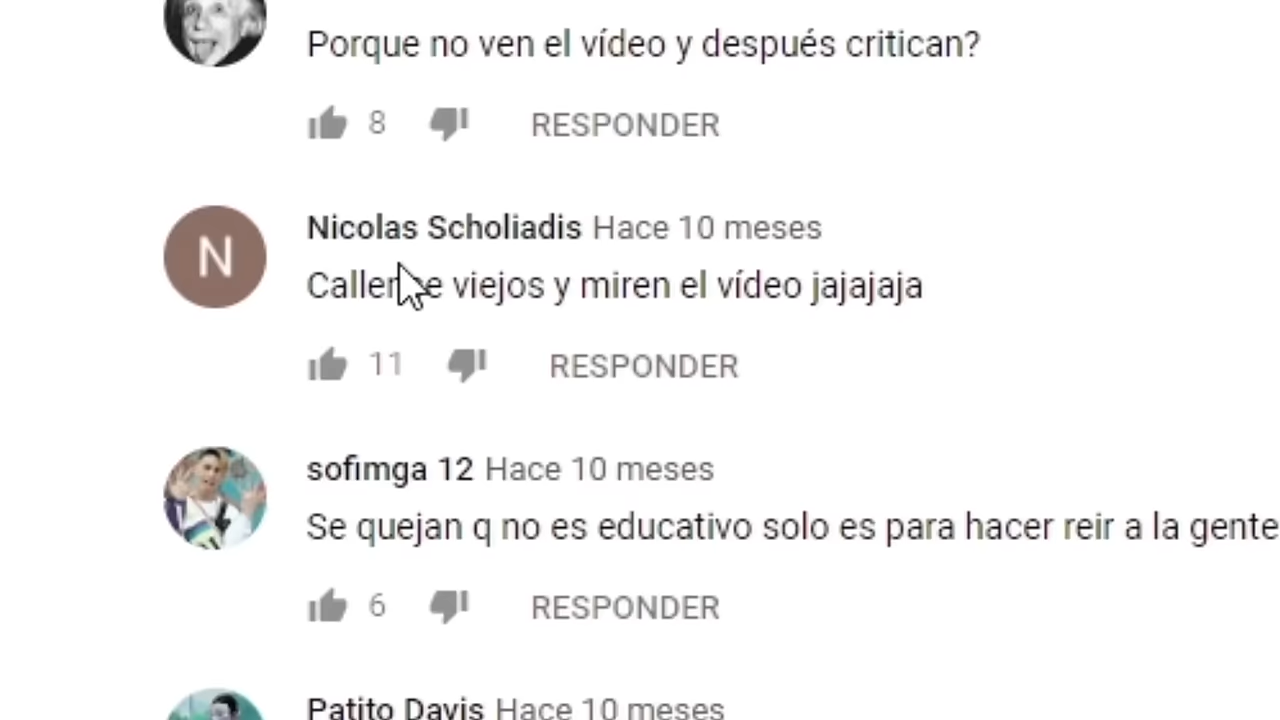 Porque no ven el vídeo y después critican?
8 RESPONDER
N
Nicolas Scholiadis Hace 10 meses
viejos y miren el vídeo jajajaja
11 RESPONDER
sofimga 12 Hace 10 meses
Se quejan q no es educativo solo es para hacer reir a la gente
6 RESPONDER
Patito Davis Hace 10 meses